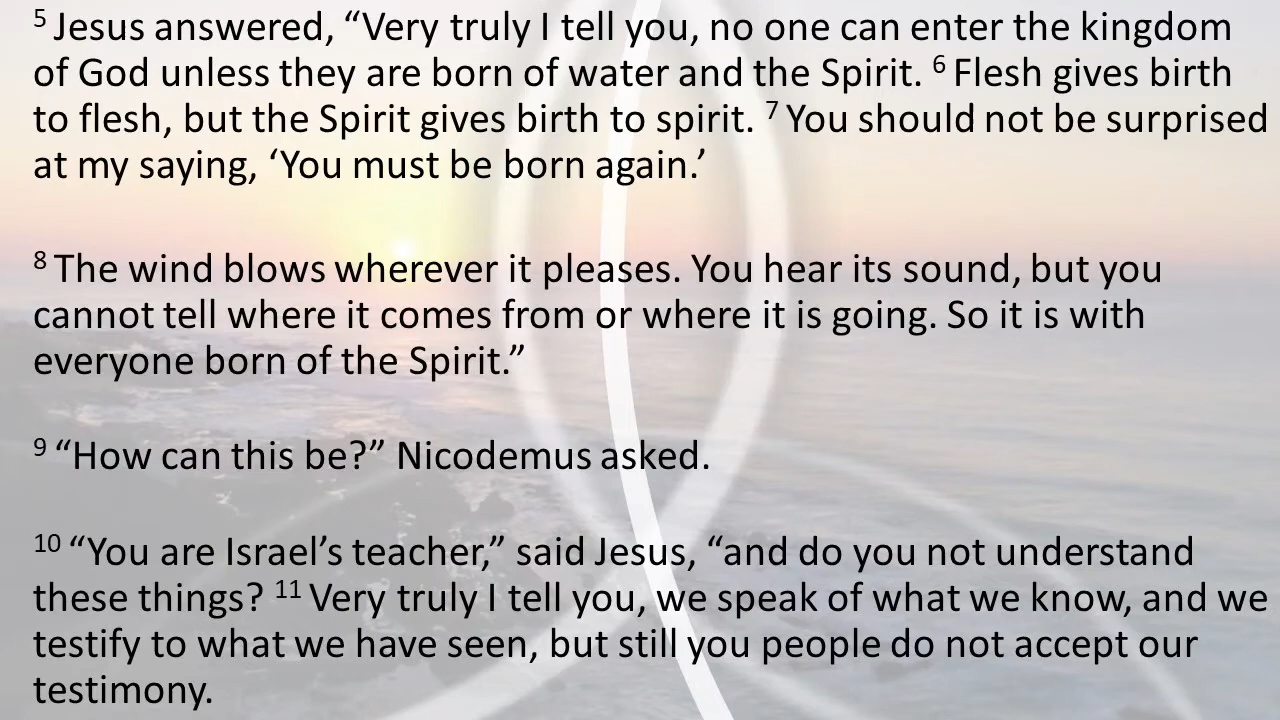 5 Jesus answered, “Very truly I tell you, no one can enter the kingdom
of God unless they are born of water and the Spirit. 6 Flesh gives birth
to flesh, but the Spirit gives birth to spirit. 7 You should not be surprised
at my saying, ‘You must be born again.’
8 The wind blows wherever it pleases. You hear its sound, but you
cannot tell where it comes from or where it is going. So it is with
everyone born of the Spirit.”
9 “How can this be?” Nicodemus asked.
10 “You are Israel’s teacher,” said Jesus, “and do you not understand
these things? 11 Very truly I tell you, we speak of what we know, and we
testify to what we have seen, but still you people do not accept our
testimony.